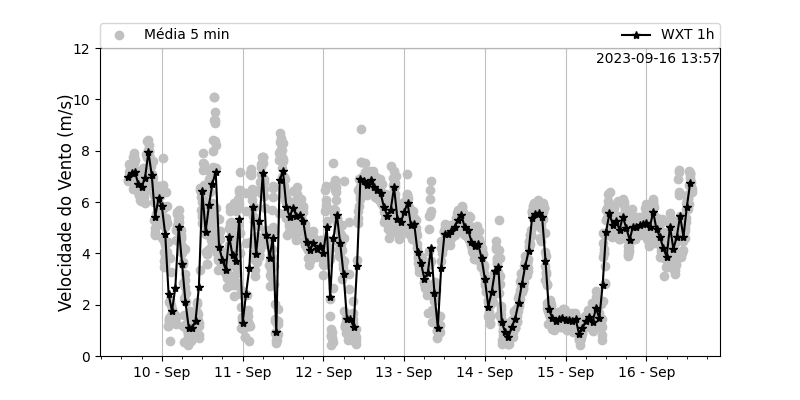 Média 5 min
WXT 1h
2023-09-16 13:57
Velocidade do Vento (m/s)
12
10
8
6
4
2
0
10 - Sep
11 - Sep
12 - Sep
13 - Sep
14 - Sep
15 - Sep
16 - Sep